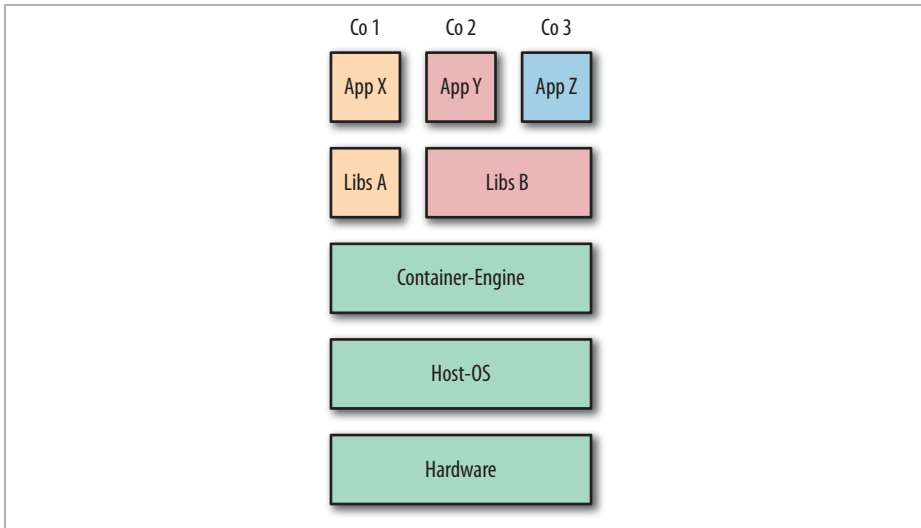 Co 1 Co 2 Co 3
App X App Y App Z
Libs A Libs B
Container-Engine
Host-OS
Hardware